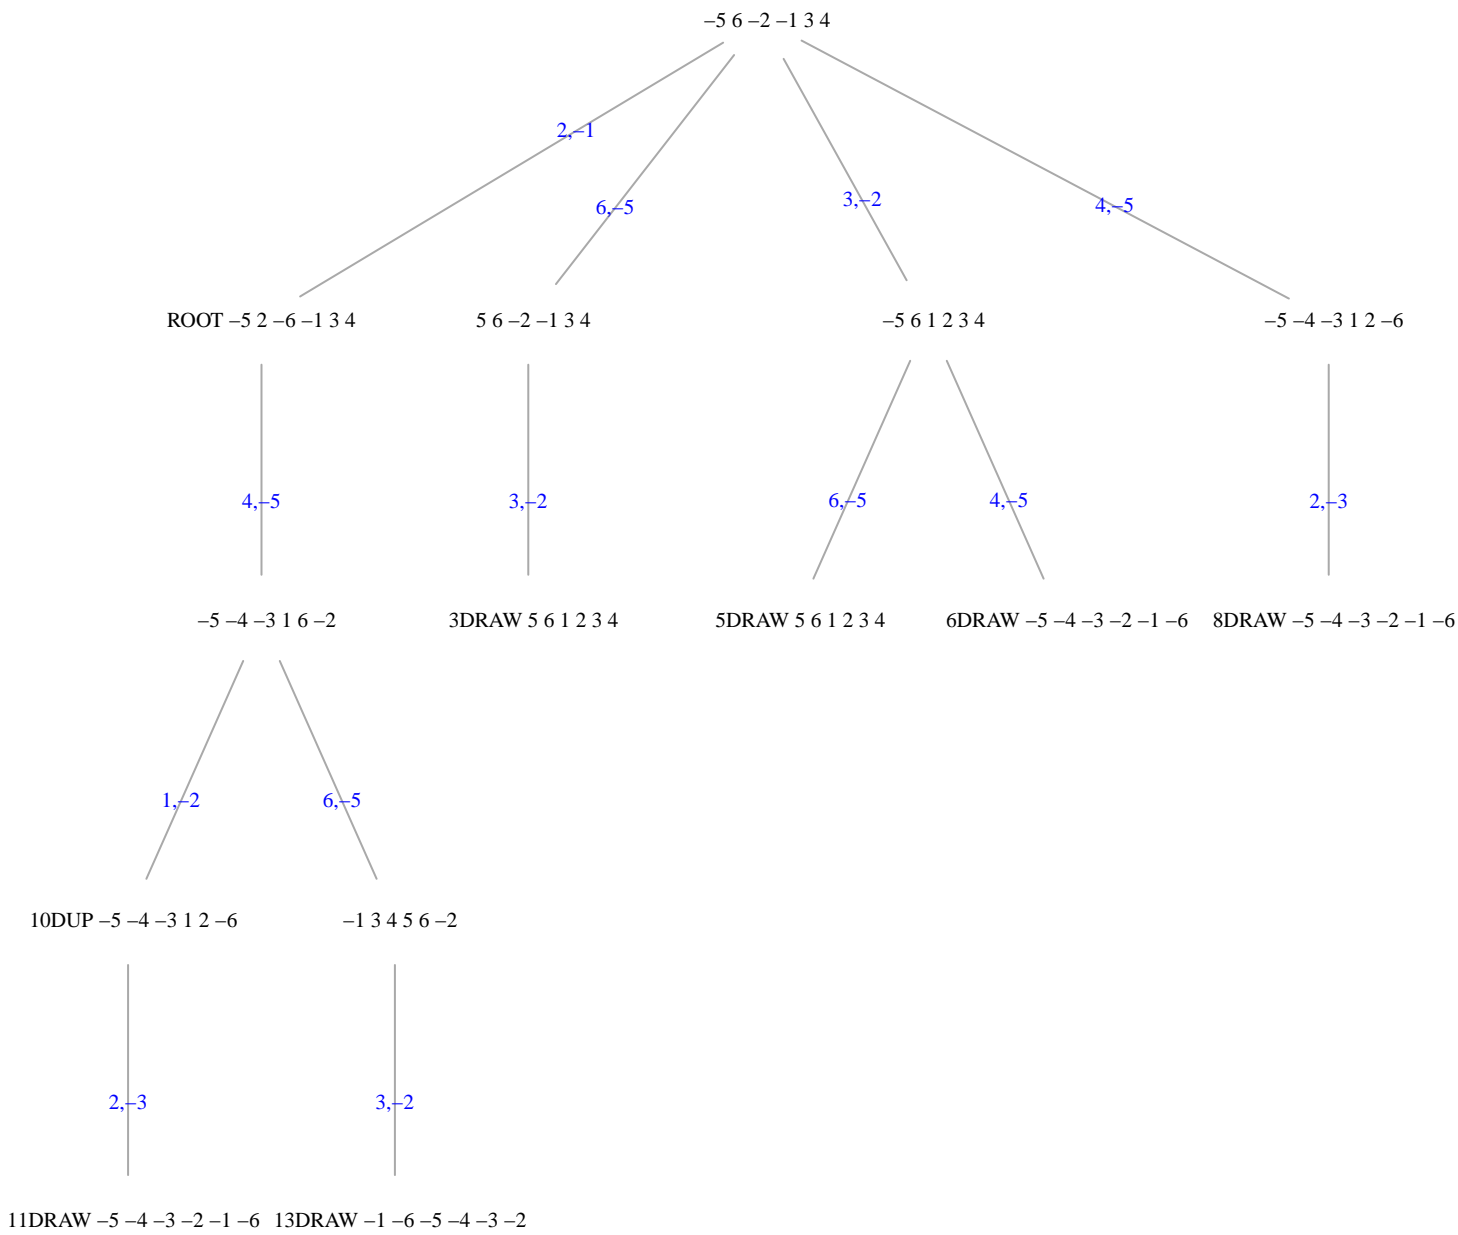 −5 6 −2 −1 3 4
2,−1
6,−5
3,−2
4,−5
ROOT −5 2 −6 −1 3 4
5 6 −2 −1 3 4
−5 6 1 2 3 4
−5 −4 −3 1 2 −6
4,−5
3,−2
6,−5
4,−5
2,−3
−5 −4 −3 1 6 −2
3DRAW 5 6 1 2 3 4
5DRAW 5 6 1 2 3 4
6DRAW −5 −4 −3 −2 −1 −6
8DRAW −5 −4 −3 −2 −1 −6
1,−2
6,−5
10DUP −5 −4 −3 1 2 −6
−1 3 4 5 6 −2
2,−3
3,−2
11DRAW −5 −4 −3 −2 −1 −6
13DRAW −1 −6 −5 −4 −3 −2